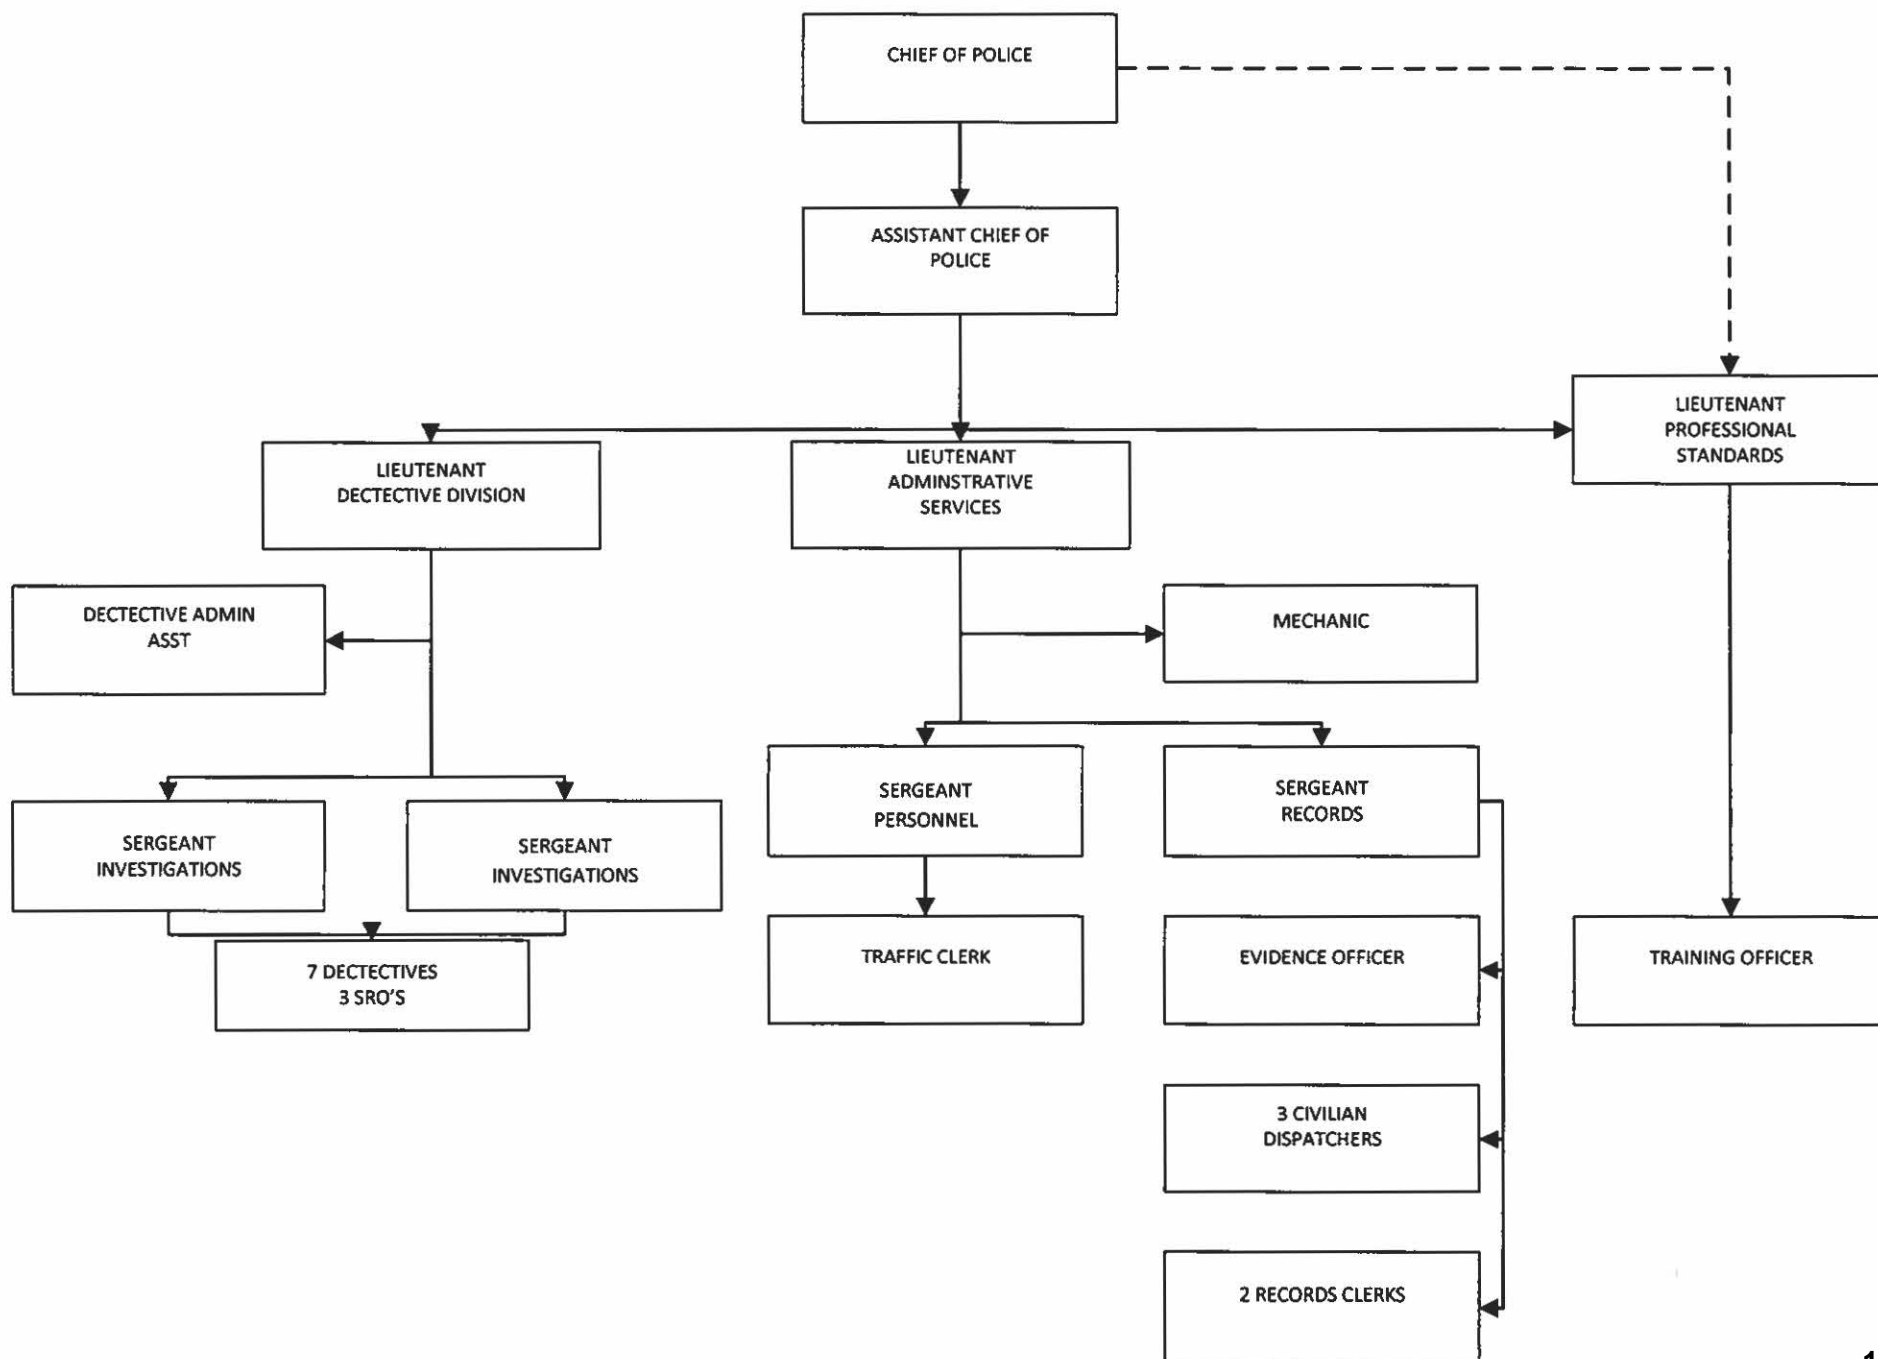 CHIEF OF POLICE
ASSISTANT CHIEF OF
POLICE
LIEUTENANT
PROFESSIONAL
STANDARDS
LIEUTENANT
DECTECTIVE DIVISION
LIEUTENANT
ADMINSTRATIVE
SERVICES
DECTECTIVE ADMIN
ASST
MECHANIC
SERGEANT
INVESTIGATIONS
SERGEANT
INVESTIGATIONS
SERGEANT
PERSONNEL
SERGEANT
RECORDS
7 DECTECTIVES
3 SRO'S
TRAFFIC CLERK
EVIDENCE OFFICER
TRAINING OFFICER
3 CIVILIAN
DISPATCHERS
2 RECORDS CLERKS
1